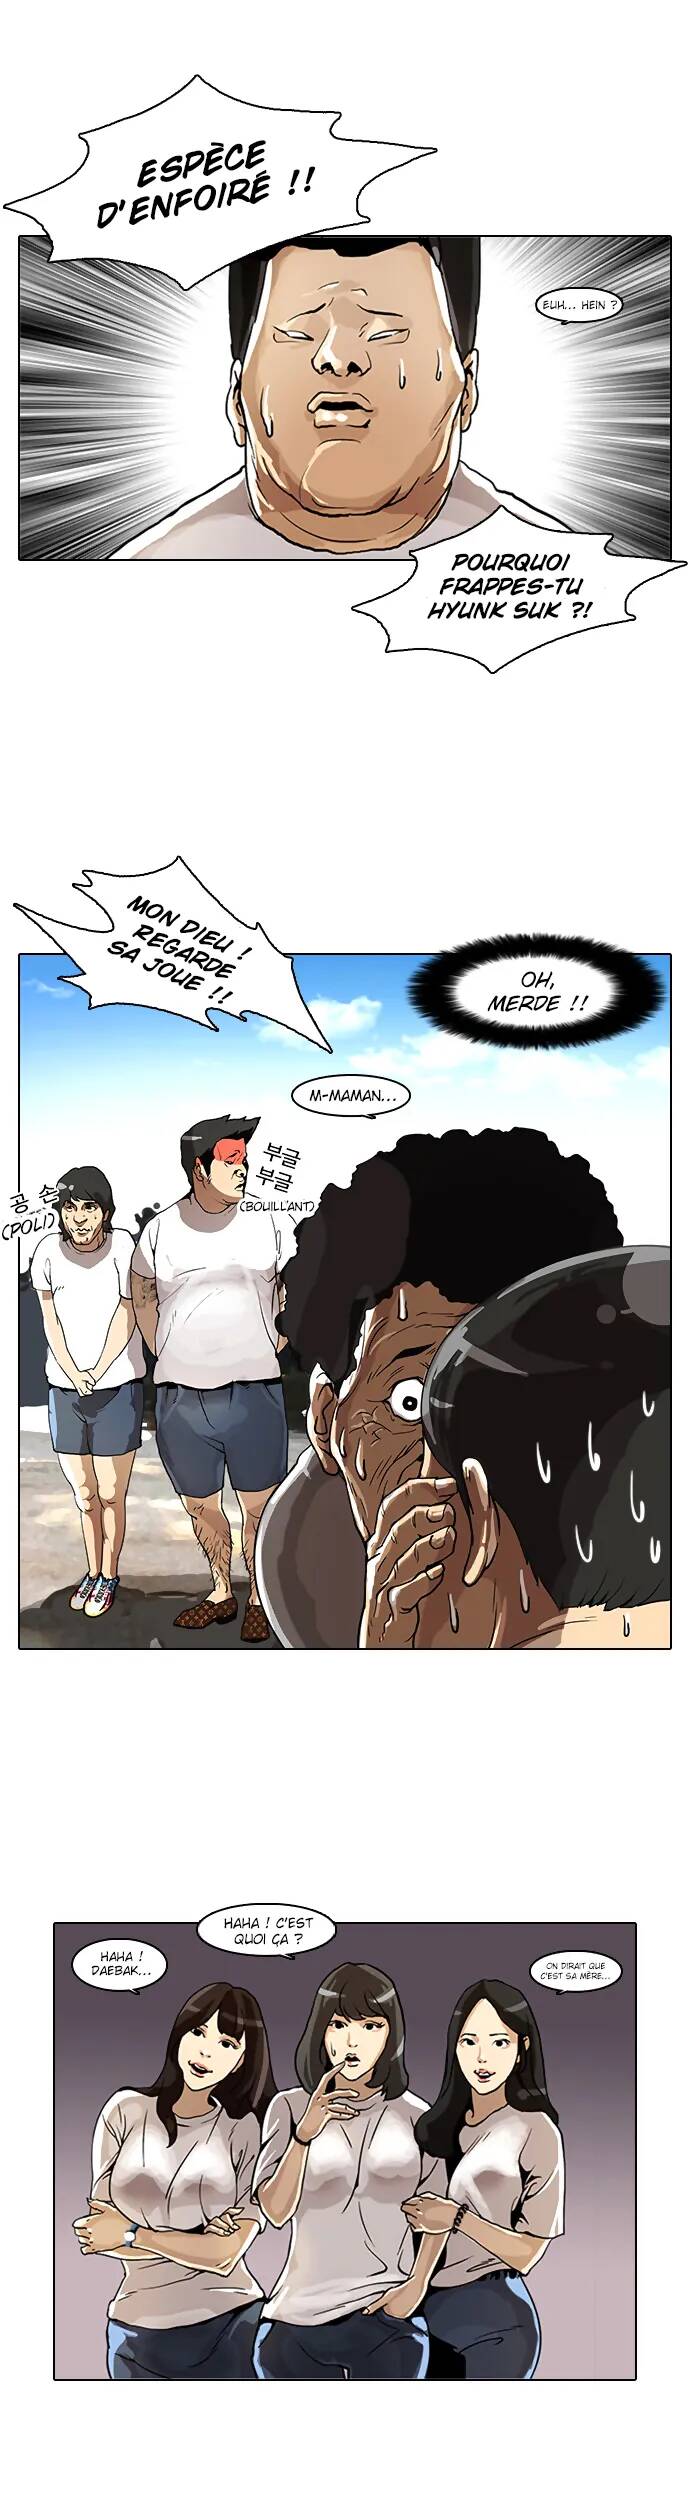 ESPÈCE
D'ENFOIRÉ !!
EUH... HEIN ?
POURQUOI
FRAPPES-TU
HYUNK SUK ?!
MON DIEU !
REGARDE
SA JOUE !!
OH,
MERDE !!
M-MAMAN...
부글
부글
(BOUILLANT)
공손
(POLI)
HAHA ! C'EST
QUOI ÇA ?
HAHA !
DAEBAK...
ON DIRAIT QUE
C'EST SA MÈRE...